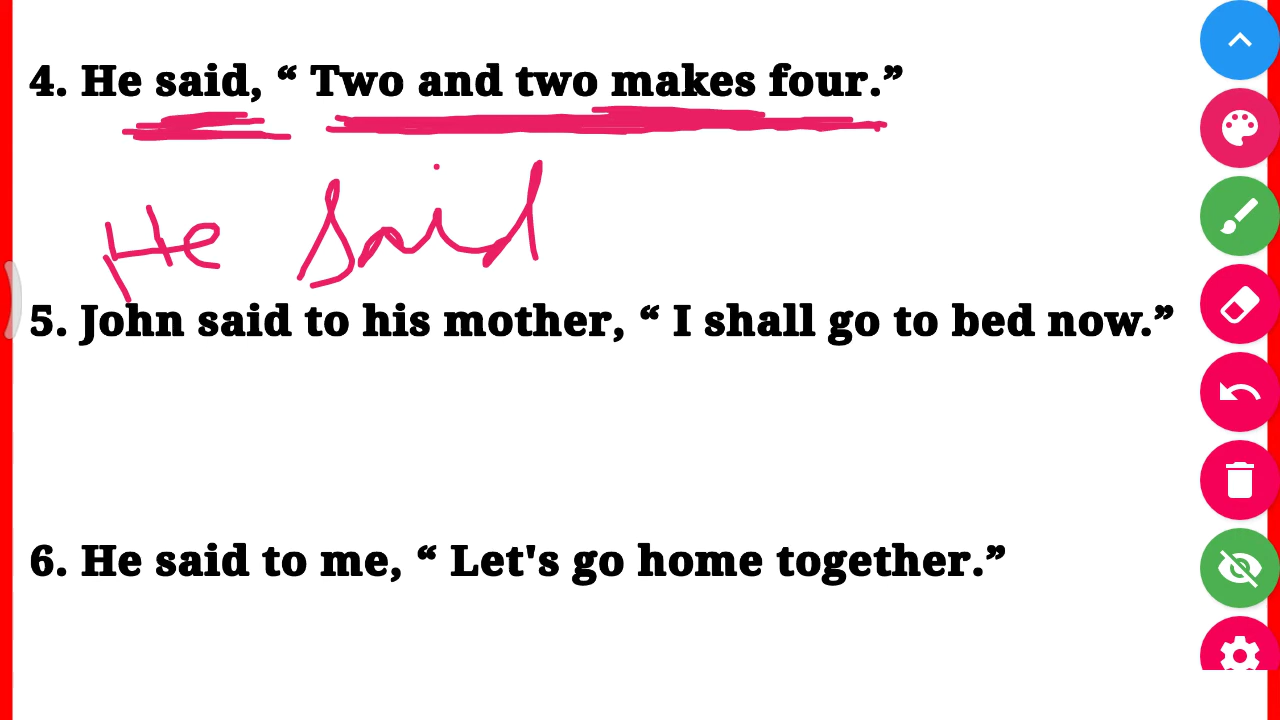 4. He said, “ Two and two makes four.”
He Said
5. John said to his mother, “ I shall go to bed now.”
6. He said to me, “ Let's go home together.”